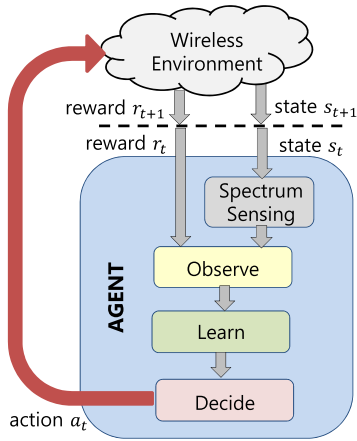 Wireless
Environment
reward r_{t+1}
state s_{t+1}
reward r_t
state s_t
Spectrum
Sensing
Observe
AGENT
Learn
Decide
action a_t